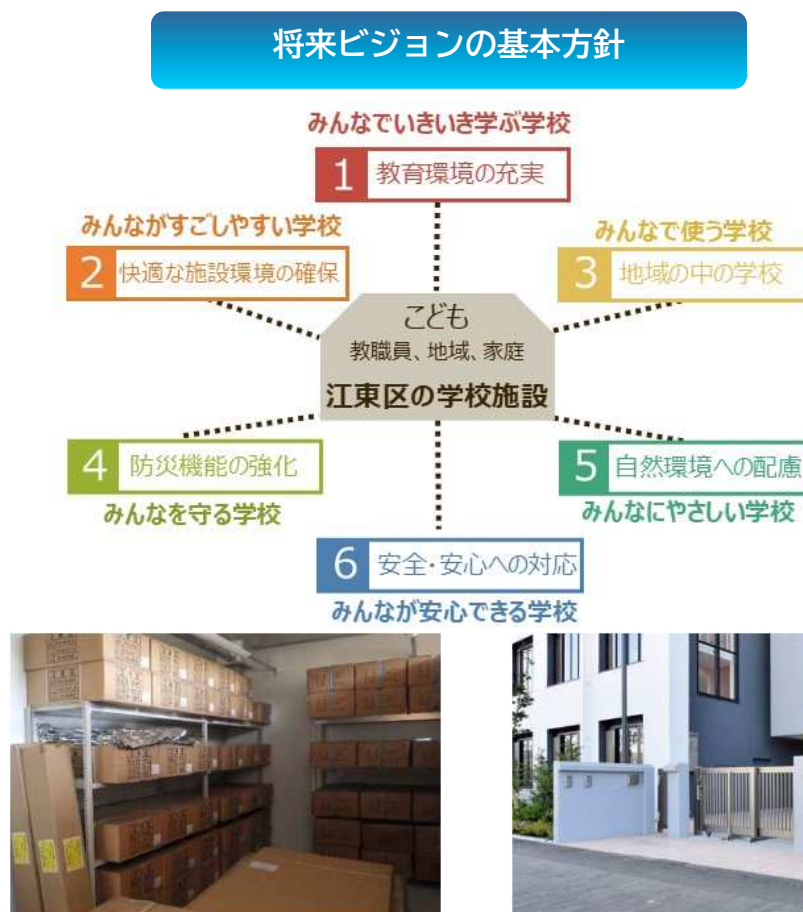 将来ビジョンの基本方針
みんなでいきいき学ぶ学校
1 教育環境の充実
みんながすごしやすい学校
2 快適な施設環境の確保
みんなで使う学校
3 地域の中の学校
こども
教職員、地域、家庭
江東区の学校施設
4 防災機能の強化
みんなを守る学校
5 自然環境への配慮
みんなにやさしい学校
6 安全・安心への対応
みんなが安心できる学校